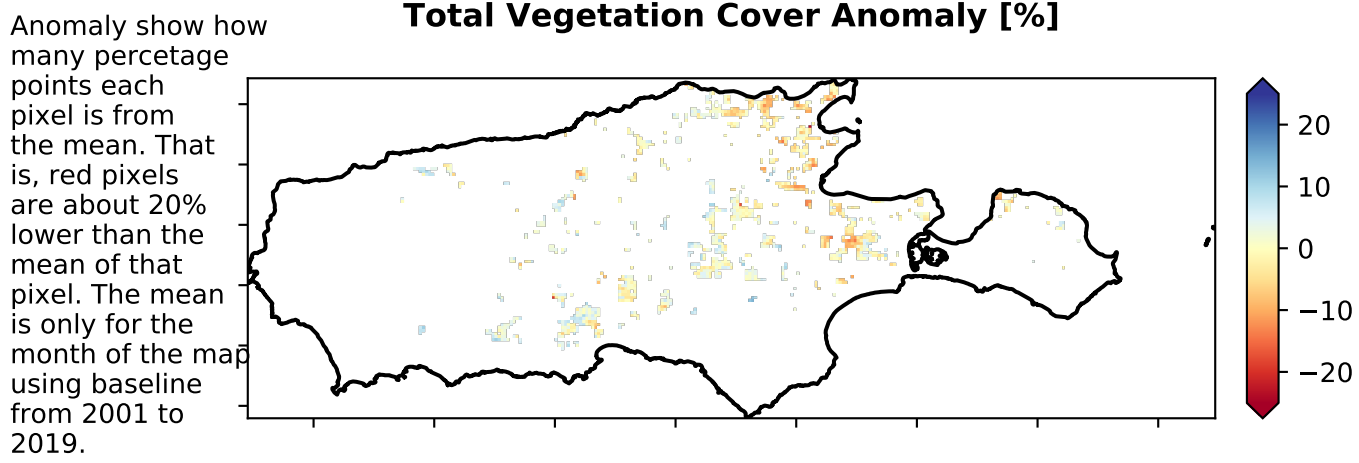 Total Vegetation Cover Anomaly [%]
Anomaly show how
many percetage
points each
pixel is from
the mean. That
is, red pixels
are about 20%
lower than the
mean of that
pixel. The mean
is only for the
month of the map
using baseline
from 2001 to
2019.
20
10
0
−10
−20